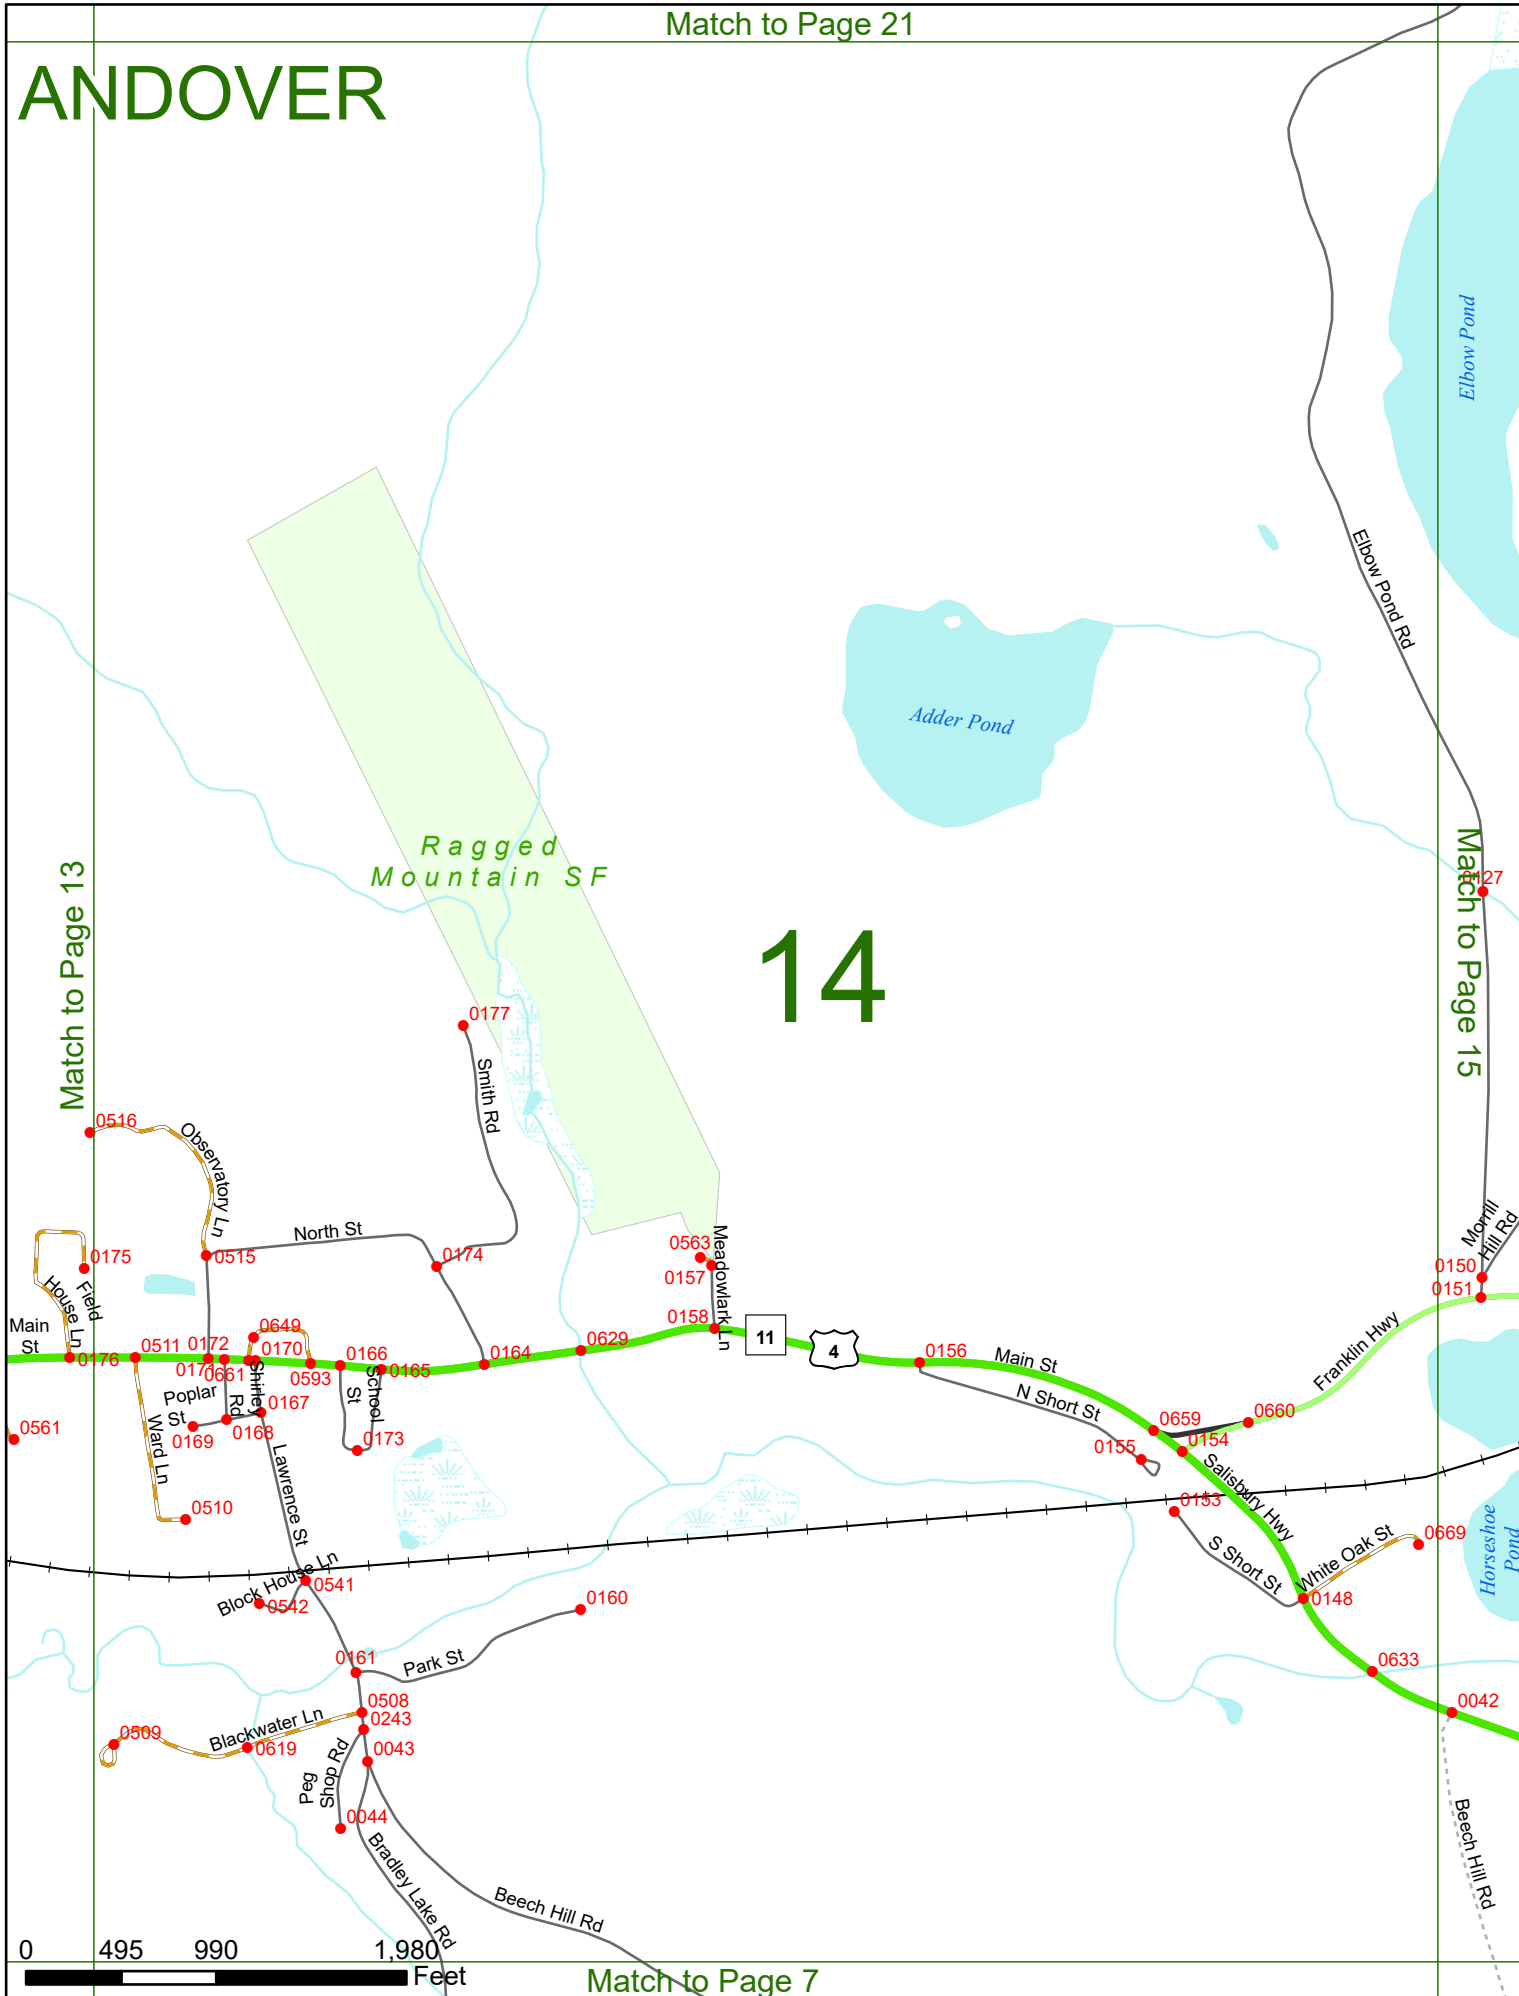 Match to Page 21
ANDOVER
Elbow Pond
Elbow Pond Rd
Adder Pond
Ragged
Mountain SF
Match to Page 13
14
Match to Page 15
0127
0177
Smith Rd
0516
Observatory Ln
North St
0515
0174
0175
Field
House Ln
0563
0157
Meadowlark Ln
0158
Morrill
Hill Rd
0150
0151
Main
St
0176
0511
0172
0171
0661
0649
0170
0593
0166
0165
0164
0629
11
4
0156
Main St
Franklin Hwy
N Short St
0659
0660
0154
0155
Poplar
St
Shirley
Rd
School
St
0167
0168
0169
0173
0561
Ward Ln
0510
Lawrence St
Salisbury Hwy
0153
S Short St
White Oak St
0669
0148
Horseshoe
Pond
Block House Ln
0541
0542
0160
0161
Park St
0633
0042
0508
0243
Blackwater Ln
0509
0619
0043
Peg
Shop Rd
0044
Bradley Lake Rd
Beech Hill Rd
Beech Hill Rd
0 495 990 1,980
Feet
Match to Page 7